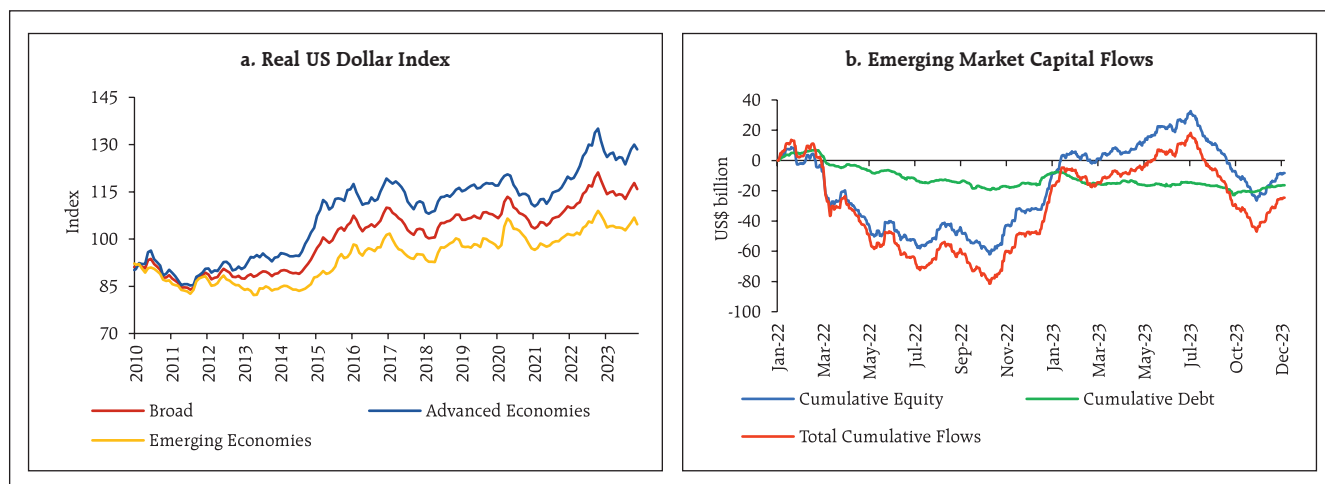 a. Real US Dollar Index
Index
145
130
115
100
85
70
2010
2011
2012
2013
2014
2015
2016
2017
2018
2019
2020
2021
2022
2023
Broad
Advanced Economies
Emerging Economies
b. Emerging Market Capital Flows
US$ billion
40
20
0
-20
-40
-60
-80
-100
Jan-22
Mar-22
May-22
Jul-22
Sep-22
Nov-22
Jan-23
Mar-23
May-23
Jul-23
Oct-23
Dec-23
Cumulative Equity
Cumulative Debt
Total Cumulative Flows